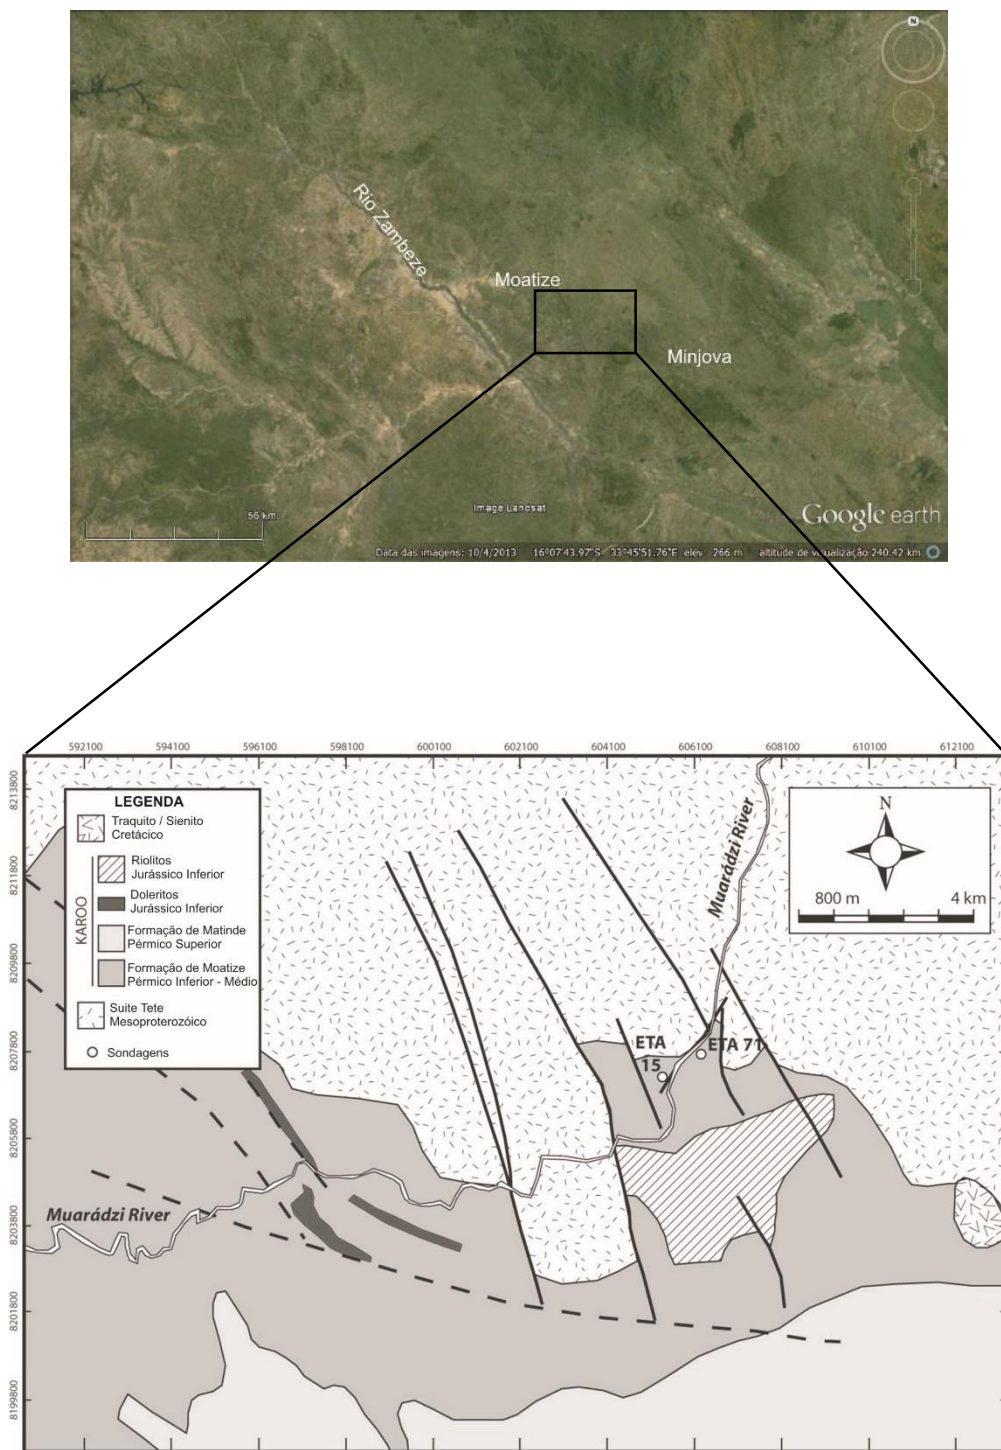 N
Rio Zambeze
Moatize
Minjova
56 km
Image Landsat
Google earth
Data das imagens: 10/4/2013 16°07'43.97"S 33°45'51.76"E elev 266 m altitude de visualização 240.42 km
592100 594100 596100 598100 600100 602100 604100 606100 608100 610100 612100
8213800
8211800
8209800
8207800
8205800
8203800
8201800
8199800
LEGENDA
Traquito / Sienito
Cretácico
KAROO
Riolitos
Jurássico Inferior
Doleritos
Jurássico Inferior
Formação de Matinde
Pérmico Superior
Formação de Moatize
Pérmico Inferior - Médio
Suite Tete
Mesoproterozóico
Sondagens
N
800 m 4 km
Muarádzi River
ETA
15
ETA 71
Muarádzi River